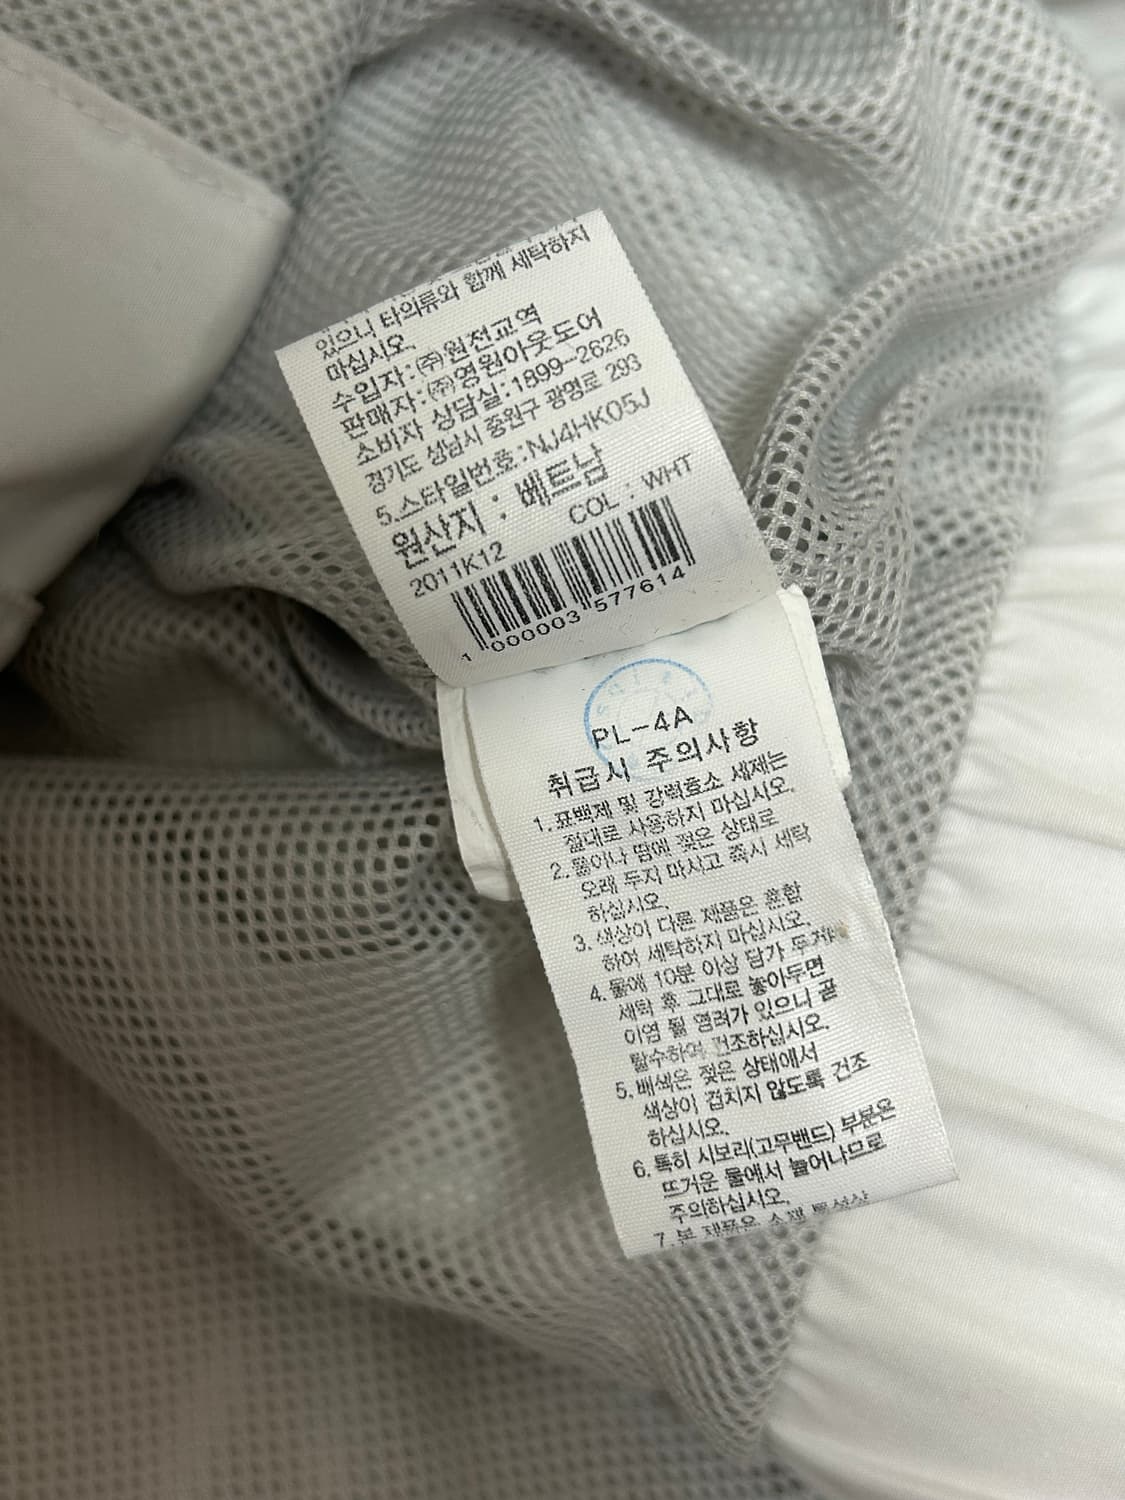 있으니 타의류와 함께 세탁하지
마십시오.
수입자:(주)원전교역
판매자:(주)영원아웃도어
소비자 상담실:1899-2626
경기도 성남시 중원구 광명로 293
5.스타일번호:NJ4HK05J
원산지 : 베트남
2011K12 COL : WHT
1 000003 577614
PL-4A
취급시 주의사항
1. 표백제 및 강력효소 세제는
절대로 사용하지 마십시오.
2. 물이나 땀에 젖은 상태로
오래 두지 마시고 즉시 세탁
하십시오.
3. 색상이 다른 제품은 혼합
하여 세탁하지 마십시오.
4. 물에 10분 이상 담가 두거나
세탁 후 그대로 놓아두면
이염 될 염려가 있으니 곧
탈수하여 건조하십시오.
5. 배색은 젖은 상태에서
색상이 겹치지 않도록 건조
하십시오.
6. 특히 시보리(고무밴드) 부분은
뜨거운 물에서 늘어나므로
주의하십시오.
7. 본 제품은 소재 특성상